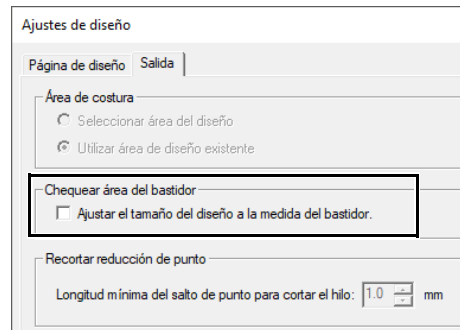 Ajustes de diseño
Página de diseño
Salida
Área de costura
Seleccionar área del diseño
Utilizar área de diseño existente
Chequear área del bastidor
Ajustar el tamaño del diseño a la medida del bastidor.
Recortar reducción de punto
Longitud mínima del salto de punto para cortar el hilo: 1.0 mm